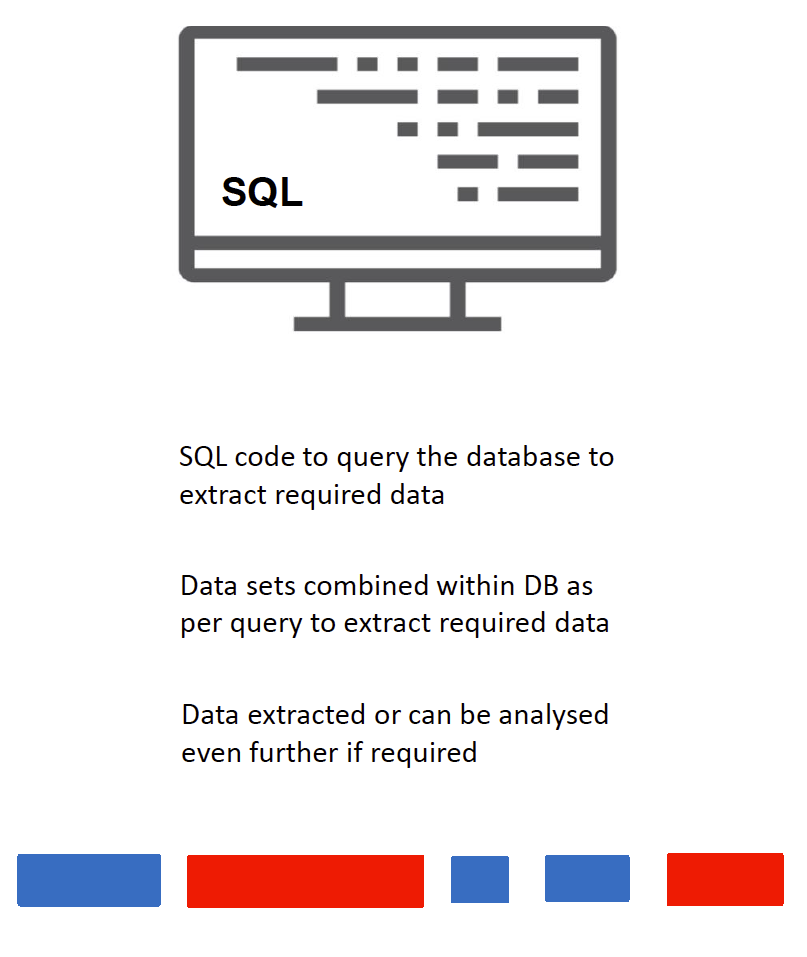 SQL
SQL code to query the database to
extract required data
Data sets combined within DB as
per query to extract required data
Data extracted or can be analysed
even further if required